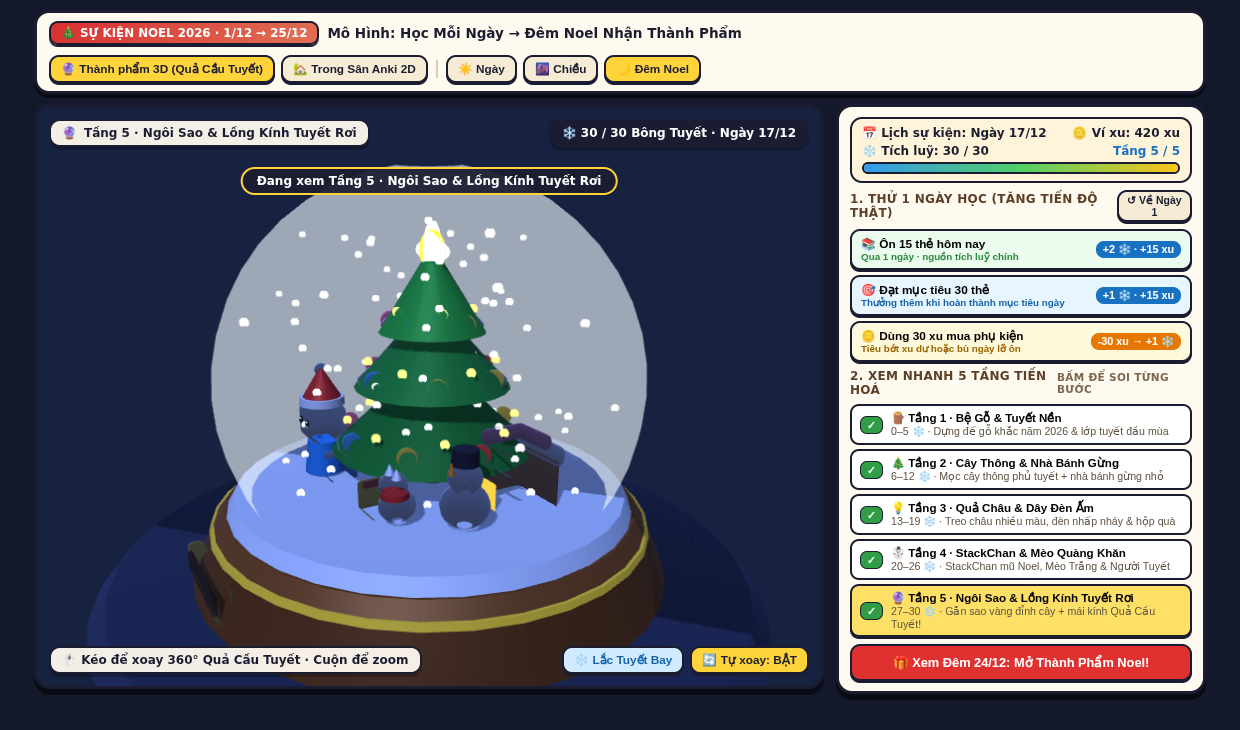 🎄 SỰ KIỆN NOEL 2026 · 1/12 → 25/12
Mô Hình: Học Mỗi Ngày → Đêm Noel Nhận Thành Phẩm
🔮 Thành phẩm 3D (Quả Cầu Tuyết)
🏡 Trong Sân Anki 2D
☀️ Ngày
🌆 Chiều
🌙 Đêm Noel
🔮 Tầng 5 · Ngôi Sao & Lồng Kính Tuyết Rơi
❄️ 30 / 30 Bông Tuyết · Ngày 17/12
Đang xem Tầng 5 · Ngôi Sao & Lồng Kính Tuyết Rơi
🖱️ Kéo để xoay 360° Quả Cầu Tuyết · Cuộn để zoom
❄️ Lắc Tuyết Bay
🔄 Tự xoay: BẬT
📅 Lịch sự kiện: Ngày 17/12
🪙 Ví xu: 420 xu
❄️ Tích luỹ: 30 / 30
Tầng 5 / 5
1. THỬ 1 NGÀY HỌC (TĂNG TIẾN ĐỘ
THẬT)
↺ Về Ngày
1
📚 Ôn 15 thẻ hôm nay
Qua 1 ngày · nguồn tích luỹ chính
+2 ❄️ · +15 xu
🎯 Đạt mục tiêu 30 thẻ
Thưởng thêm khi hoàn thành mục tiêu ngày
+1 ❄️ · +15 xu
🪙 Dùng 30 xu mua phụ kiện
Tiêu bớt xu dư hoặc bù ngày lỡ ôn
-30 xu → +1 ❄️
2. XEM NHANH 5 TẦNG TIẾN
HOÁ
BẤM ĐỂ SOI TỪNG
BƯỚC
✓
🪵 Tầng 1 · Bệ Gỗ & Tuyết Nền
0–5 ❄️ · Dựng đế gỗ khắc năm 2026 & lớp tuyết đầu mùa
✓
🎄 Tầng 2 · Cây Thông & Nhà Bánh Gừng
6–12 ❄️ · Mọc cây thông phủ tuyết + nhà bánh gừng nhỏ
✓
💡 Tầng 3 · Quả Châu & Dây Đèn Ấm
13–19 ❄️ · Treo châu nhiều màu, đèn nhấp nháy & hộp quà
✓
☃️ Tầng 4 · StackChan & Mèo Quàng Khăn
20–26 ❄️ · StackChan mũ Noel, Mèo Trắng & Người Tuyết
✓
🔮 Tầng 5 · Ngôi Sao & Lồng Kính Tuyết Rơi
27–30 ❄️ · Gắn sao vàng đỉnh cây + mái kính Quả Cầu
Tuyết!
🎁 Xem Đêm 24/12: Mở Thành Phẩm Noel!